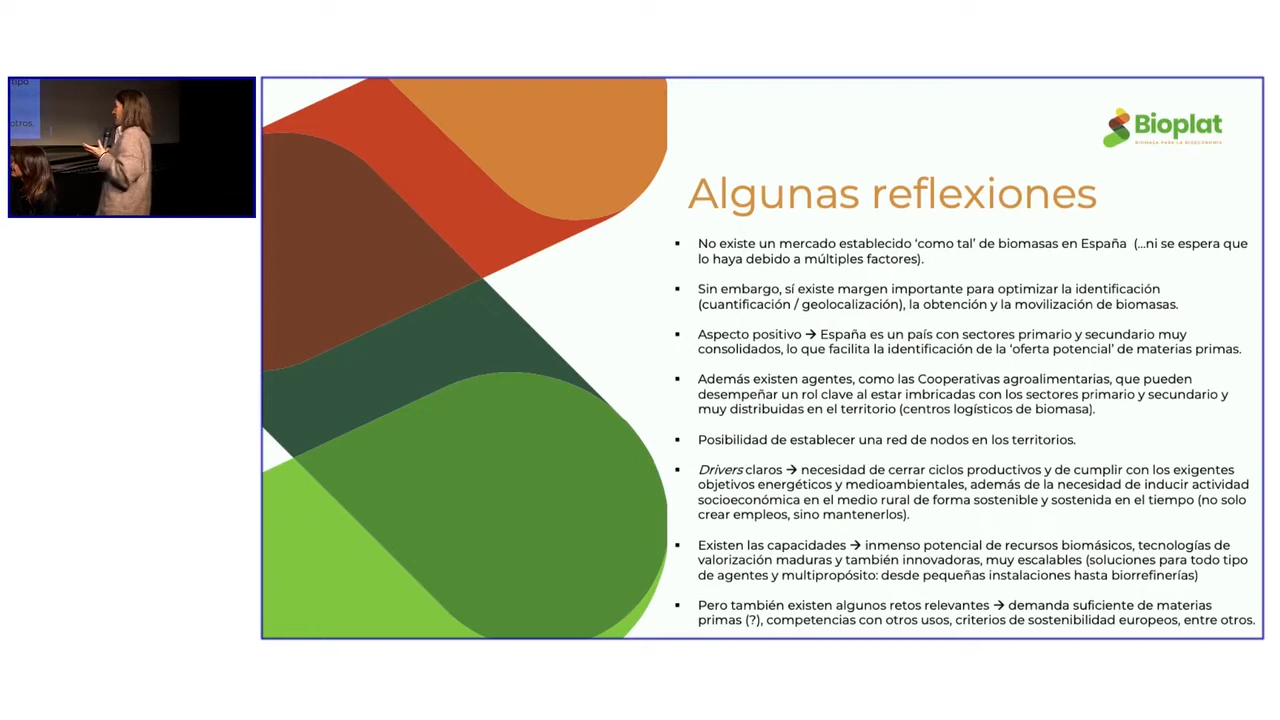 tipo
otros.
Bioplat
BIOMASA PARA LA BIOECONOMÍA
Algunas reflexiones
▪ No existe un mercado establecido ‘como tal’ de biomasas en España (...ni se espera que
lo haya debido a múltiples factores).
▪ Sin embargo, sí existe margen importante para optimizar la identificación
(cuantificación / geolocalización), la obtención y la movilización de biomasas.
▪ Aspecto positivo → España es un país con sectores primario y secundario muy
consolidados, lo que facilita la identificación de la ‘oferta potencial’ de materias primas.
▪ Además existen agentes, como las Cooperativas agroalimentarias, que pueden
desempeñar un rol clave al estar imbricadas con los sectores primario y secundario y
muy distribuidas en el territorio (centros logísticos de biomasa).
▪ Posibilidad de establecer una red de nodos en los territorios.
▪ Drivers claros → necesidad de cerrar ciclos productivos y de cumplir con los exigentes
objetivos energéticos y medioambientales, además de la necesidad de inducir actividad
socioeconómica en el medio rural de forma sostenible y sostenida en el tiempo (no solo
crear empleos, sino mantenerlos).
▪ Existen las capacidades → inmenso potencial de recursos biomásicos, tecnologías de
valorización maduras y también innovadoras, muy escalables (soluciones para todo tipo
de agentes y multipropósito: desde pequeñas instalaciones hasta biorrefinerías)
▪ Pero también existen algunos retos relevantes → demanda suficiente de materias
primas (?), competencias con otros usos, criterios de sostenibilidad europeos, entre otros.